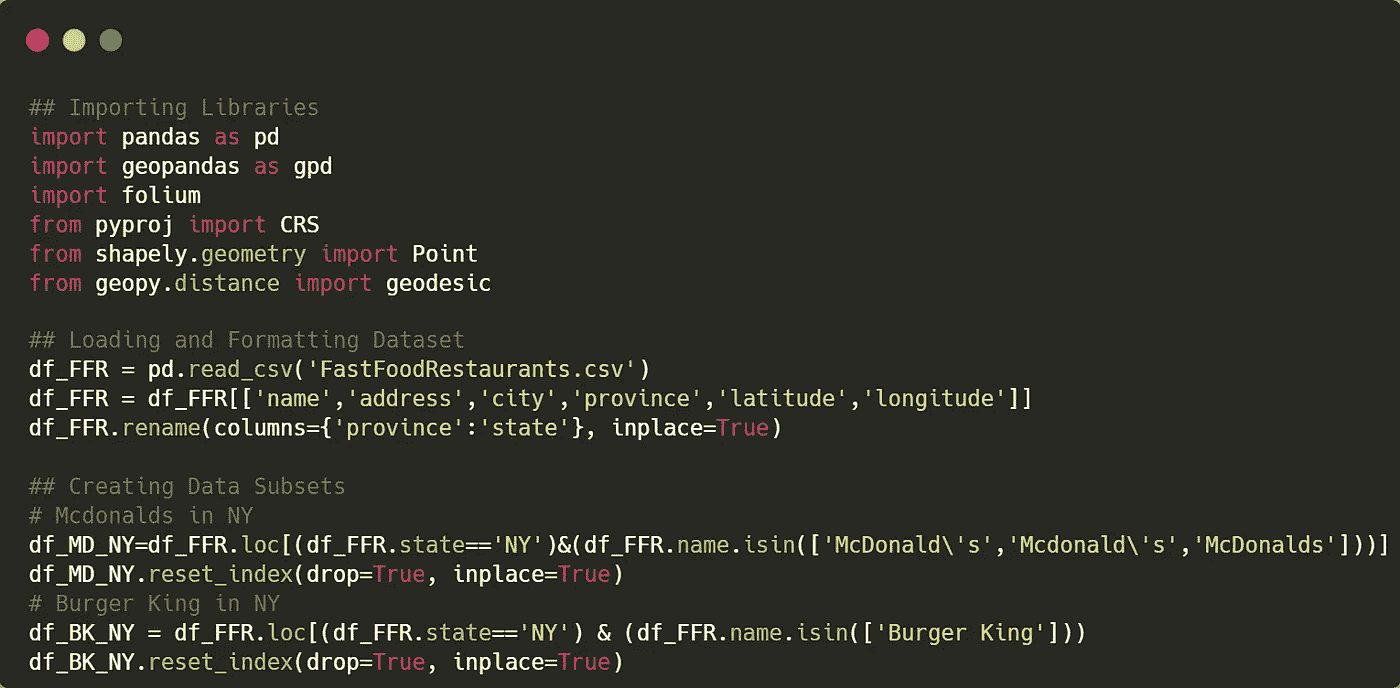 ## Importing Libraries
import pandas as pd
import geopandas as gpd
import folium
from pyproj import CRS
from shapely.geometry import Point
from geopy.distance import geodesic
## Loading and Formatting Dataset
df_FFR = pd.read_csv('FastFoodRestaurants.csv')
df_FFR = df_FFR[['name','address','city','province','latitude','longitude']]
df_FFR.rename(columns={'province':'state'}, inplace=True)
## Creating Data Subsets
# Mcdonalds in NY
df_MD_NY=df_FFR.loc[(df_FFR.state=='NY')&(df_FFR.name.isin(['McDonald\'s','Mcdonald\'s','McDonalds']))]
df_MD_NY.reset_index(drop=True, inplace=True)
# Burger King in NY
df_BK_NY = df_FFR.loc[(df_FFR.state=='NY') & (df_FFR.name.isin(['Burger King']))
df_BK_NY.reset_index(drop=True, inplace=True)